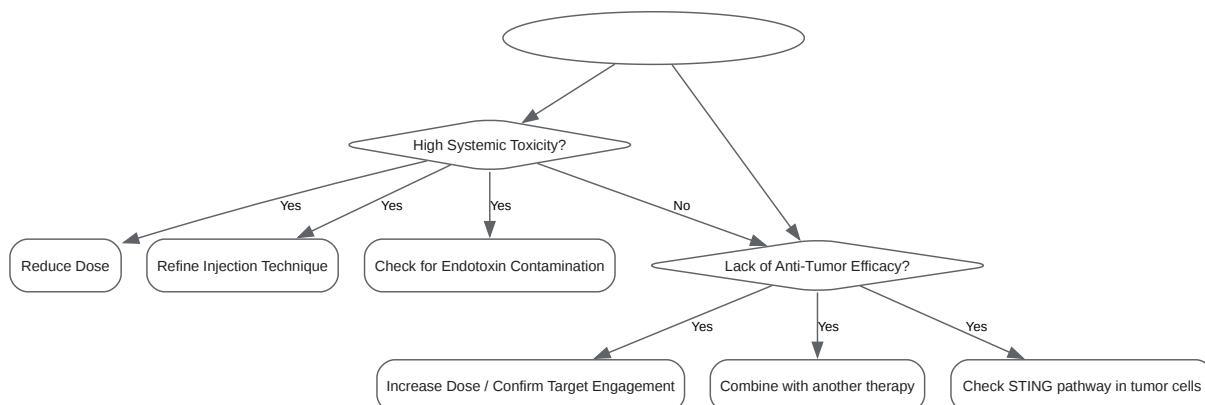 High Systemic Toxicity?
Yes
Yes
Yes
No
Reduce Dose
Refine Injection Technique
Check for Endotoxin Contamination
Lack of Anti-Tumor Efficacy?
Yes
Yes
Yes
Increase Dose / Confirm Target Engagement
Combine with another therapy
Check STING pathway in tumor cells